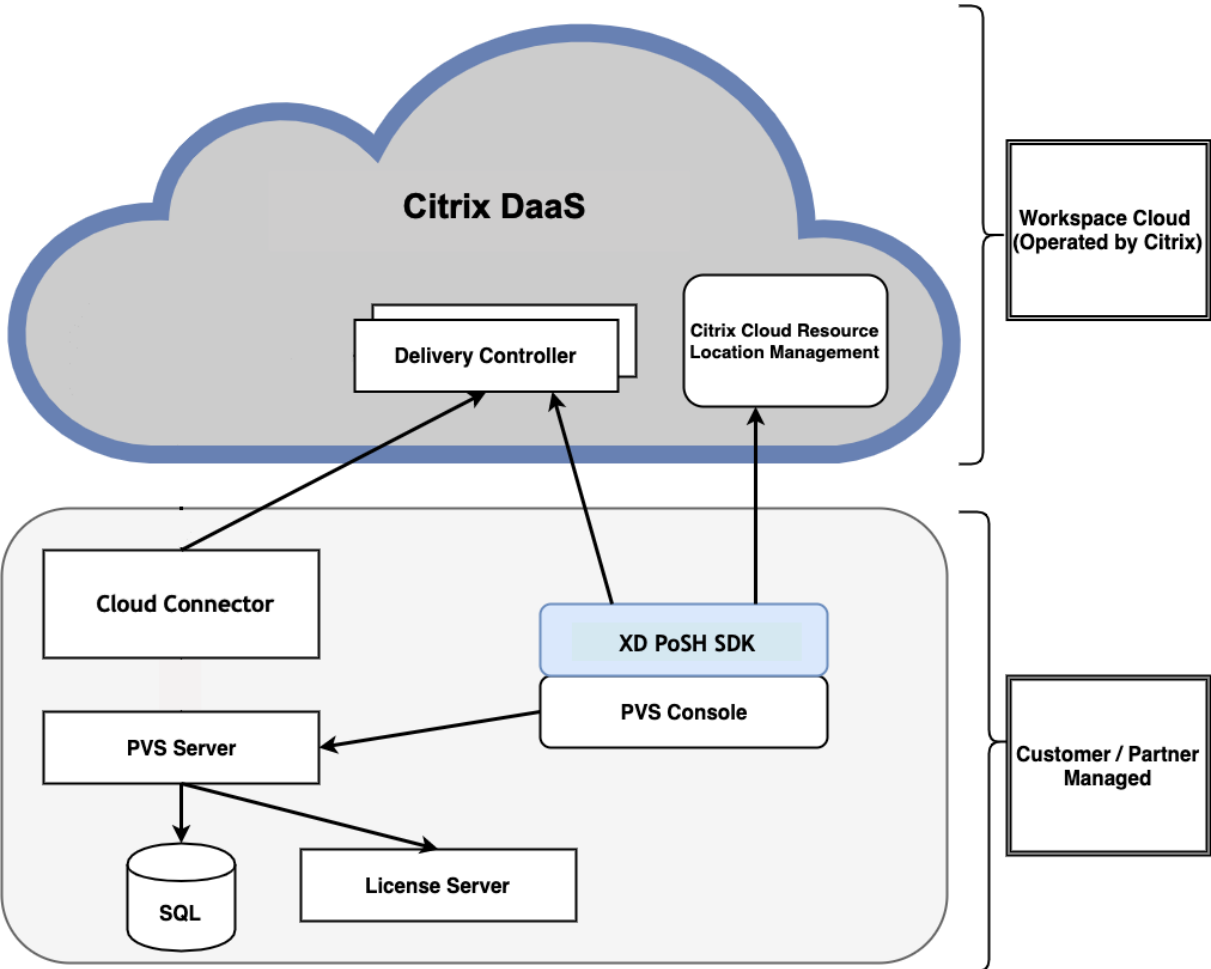 Citrix DaaS
Workspace Cloud
(Operated by Citrix)
Delivery Controller
Citrix Cloud Resource
Location Management
Cloud Connector
XD PoSH SDK
PVS Console
PVS Server
Customer / Partner
Managed
License Server
SQL